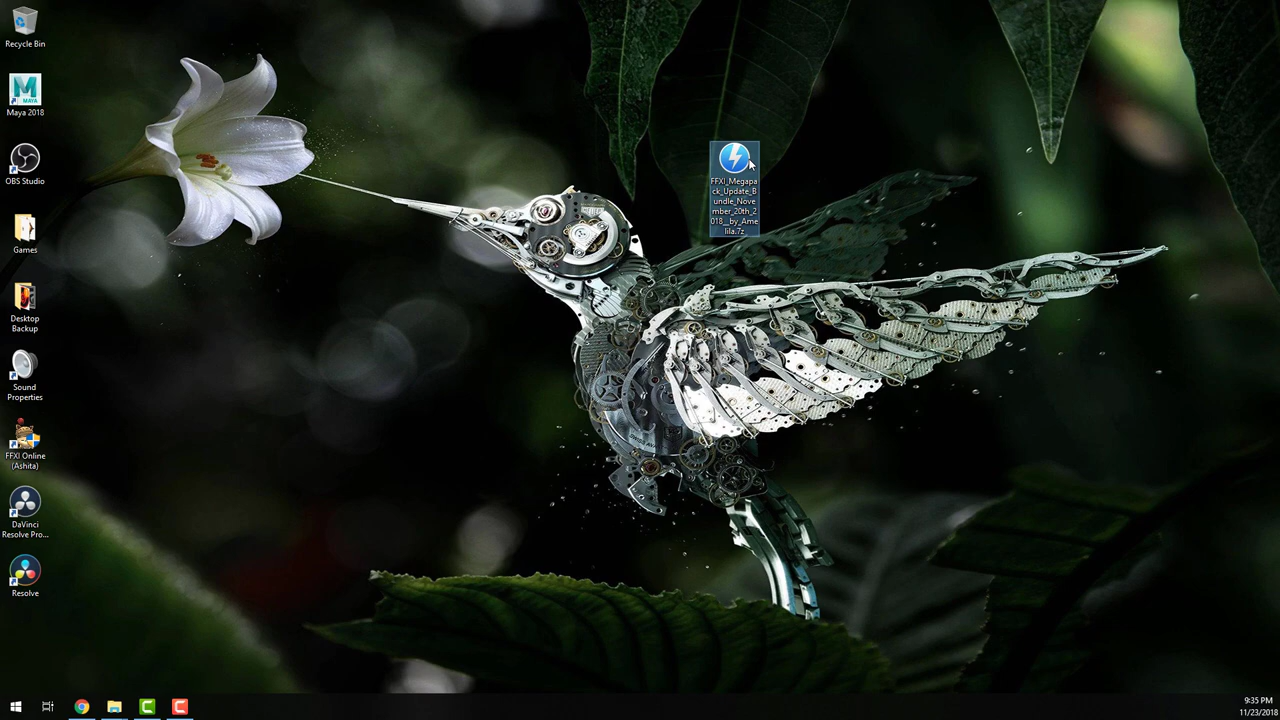 Recycle Bin
MAYA
Maya 2018
OBS Studio
Games
Desktop
Backup
Sound
Properties
FFXI Online
(Ashita)
DaVinci
Resolve Pro...
Resolve
FFXI_Megapa
ck_Update_B
undle_Nove
mber_20th_2
018__by_Ame
lila.7z
9:35 PM
11/23/2018